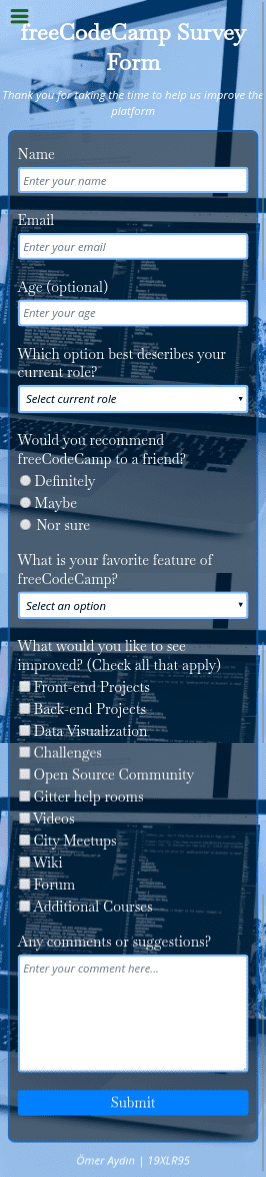 freeCodeCamp Survey
Form
Thank you for taking the time to help us improve the
platform
Name
Enter your name
Email
Enter your email
Age (optional)
Enter your age
Which option best describes your
current role?
Select current role
Would you recommend
freeCodeCamp to a friend?
Definitely
Maybe
Nor sure
What is your favorite feature of
freeCodeCamp?
Select an option
What would you like to see
improved? (Check all that apply)
Front-end Projects
Back-end Projects
Data Visualization
Challenges
Open Source Community
Gitter help rooms
Videos
City Meetups
Wiki
Forum
Additional Courses
Any comments or suggestions?
Enter your comment here...
Submit
Ömer Aydın | 19XLR95